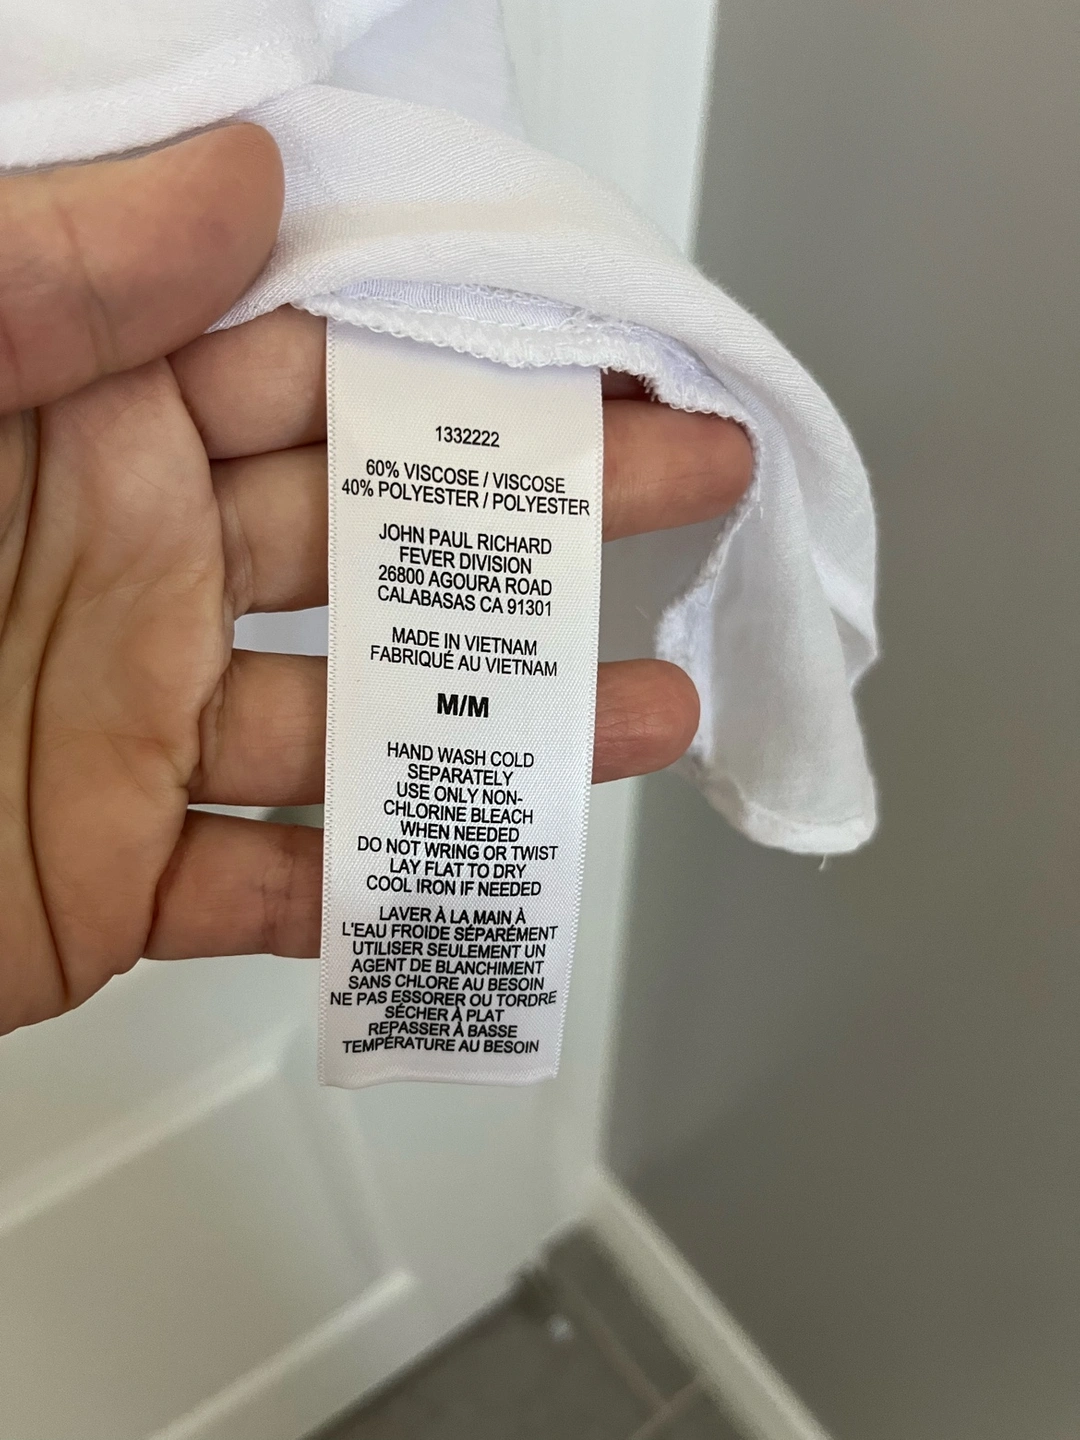 1332222
60% VISCOSE / VISCOSE
40% POLYESTER / POLYESTER
JOHN PAUL RICHARD
FEVER DIVISION
26800 AGOURA ROAD
CALABASAS CA 91301
MADE IN VIETNAM
FABRIQUÉ AU VIETNAM
M/M
HAND WASH COLD
SEPARATELY
USE ONLY NON-
CHLORINE BLEACH
WHEN NEEDED
DO NOT WRING OR TWIST
LAY FLAT TO DRY
COOL IRON IF NEEDED
LAVER À LA MAIN À
L'EAU FROIDE SÉPARÉMENT
UTILISER SEULEMENT UN
AGENT DE BLANCHIMENT
SANS CHLORE AU BESOIN
NE PAS ESSORER OU TORDRE
SÉCHER À PLAT
REPASSER À BASSE
TEMPÉRATURE AU BESOIN